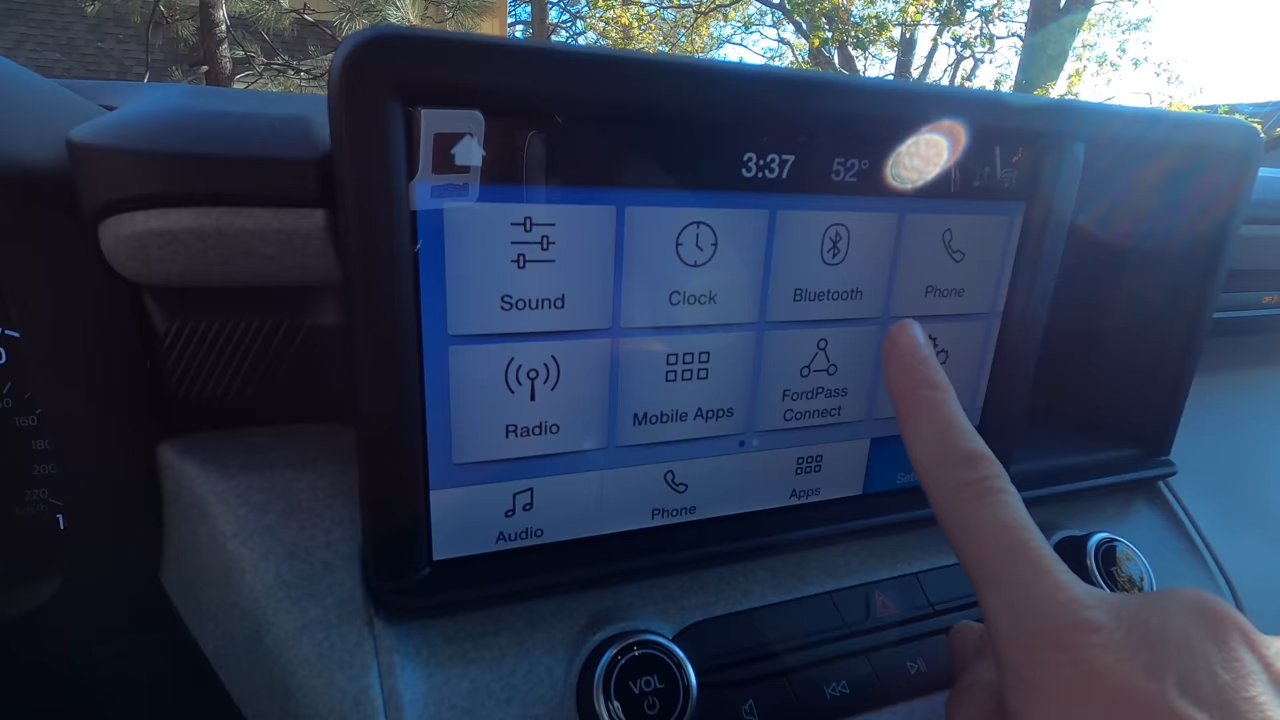 3:37 52°
Sound
Clock
Bluetooth
Phone
Radio
Mobile Apps
FordPass
Connect
Audio
Phone
Apps
VOL
160
180
200
220
1